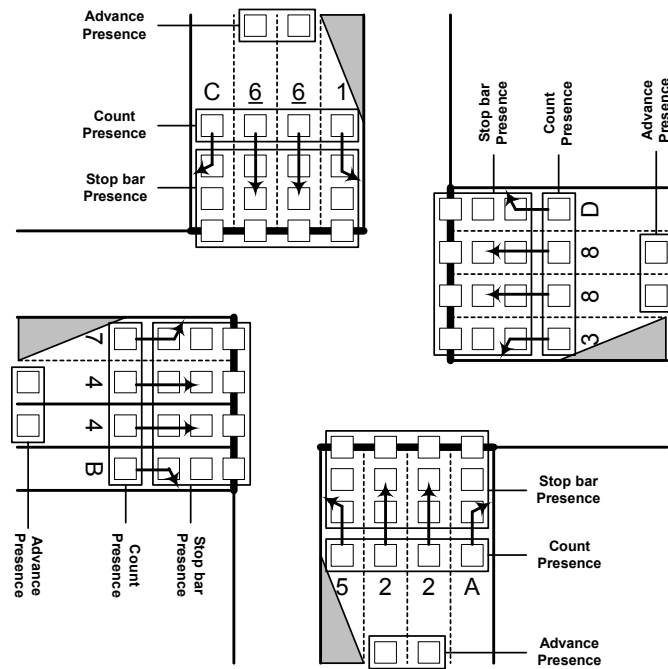 Advance
Presence
C 6 6 1
Count
Presence
Stop bar
Presence
Stop bar
Presence
Count
Presence
Advance
Presence
D
8
8
3
7
4
4
B
Advance
Presence
Count
Presence
Stop bar
Presence
Stop bar
Presence
Count
Presence
5 2 2 A
Advance
Presence